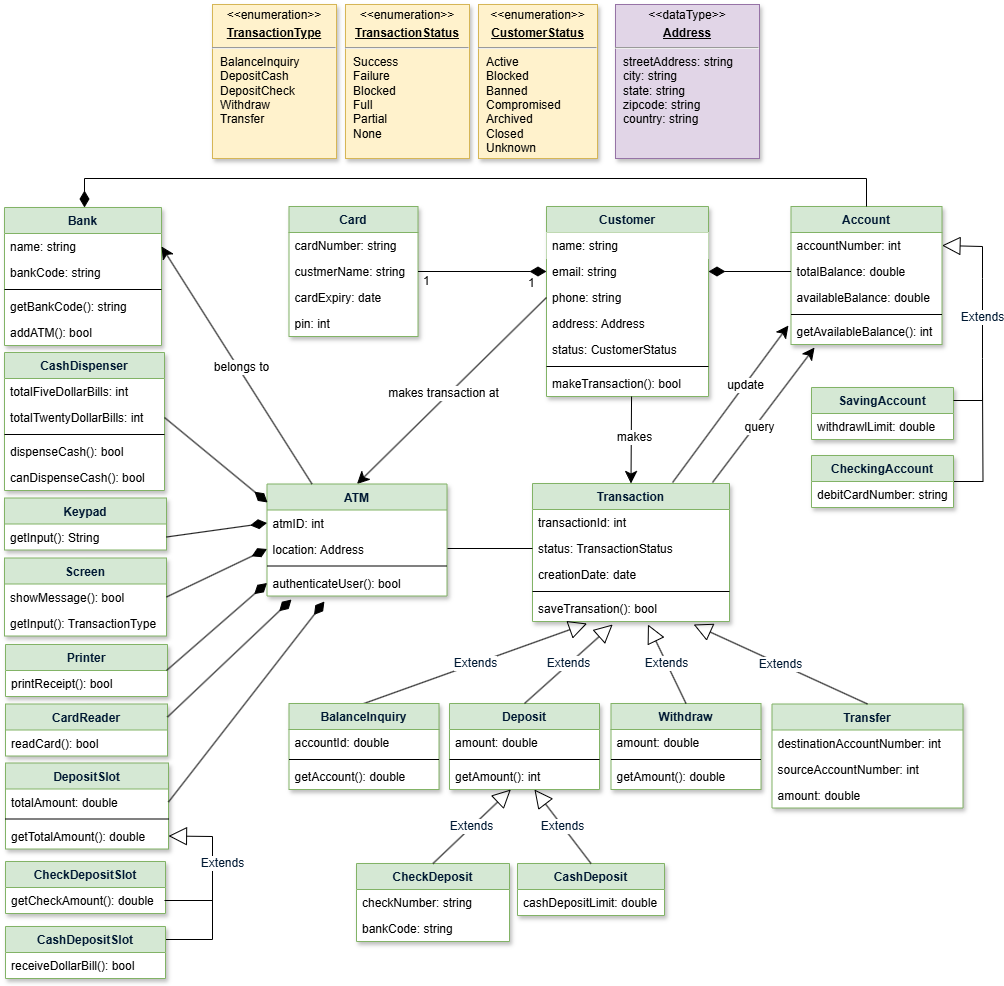 <<enumeration>>
TransactionType
BalanceInquiry
DepositCash
DepositCheck
Withdraw
Transfer
<<enumeration>>
TransactionStatus
Success
Failure
Blocked
Full
Partial
None
<<enumeration>>
CustomerStatus
Active
Blocked
Banned
Compromised
Archived
Closed
Unknown
<<dataType>>
Address
streetAddress: string
city: string
state: string
zipcode: string
country: string
Bank
name: string
bankCode: string
getBankCode(): string
addATM(): bool
Card
cardNumber: string
custmerName: string
cardExpiry: date
pin: int
1
1
Customer
name: string
email: string
phone: string
address: Address
status: CustomerStatus
makeTransaction(): bool
Account
accountNumber: int
totalBalance: double
availableBalance: double
getAvailableBalance(): int
Extends
belongs to
makes transaction at
makes
update
query
SavingAccount
withdrawlLimit: double
CheckingAccount
debitCardNumber: string
CashDispenser
totalFiveDollarBills: int
totalTwentyDollarBills: int
dispenseCash(): bool
canDispenseCash(): bool
Keypad
getInput(): String
Screen
showMessage(): bool
getInput(): TransactionType
Printer
printReceipt(): bool
CardReader
readCard(): bool
DepositSlot
totalAmount: double
getTotalAmount(): double
Extends
CheckDepositSlot
getCheckAmount(): double
CashDepositSlot
receiveDollarBill(): bool
ATM
atmID: int
location: Address
authenticateUser(): bool
Transaction
transactionId: int
status: TransactionStatus
creationDate: date
saveTransation(): bool
Extends
Extends
Extends
Extends
BalanceInquiry
accountId: double
getAccount(): double
Deposit
amount: double
getAmount(): int
Withdraw
amount: double
getAmount(): double
Transfer
destinationAccountNumber: int
sourceAccountNumber: int
amount: double
Extends
Extends
CheckDeposit
checkNumber: string
bankCode: string
CashDeposit
cashDepositLimit: double